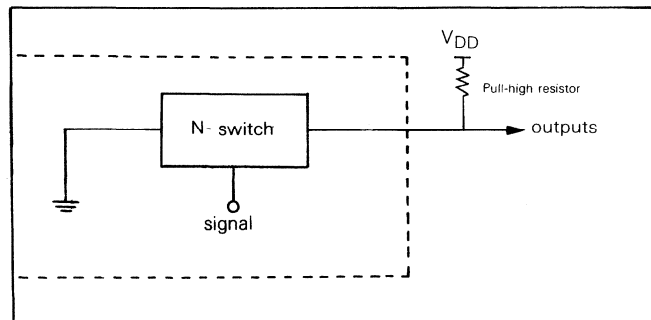 VDD
Pull-high resistor
N- switch
outputs
signal